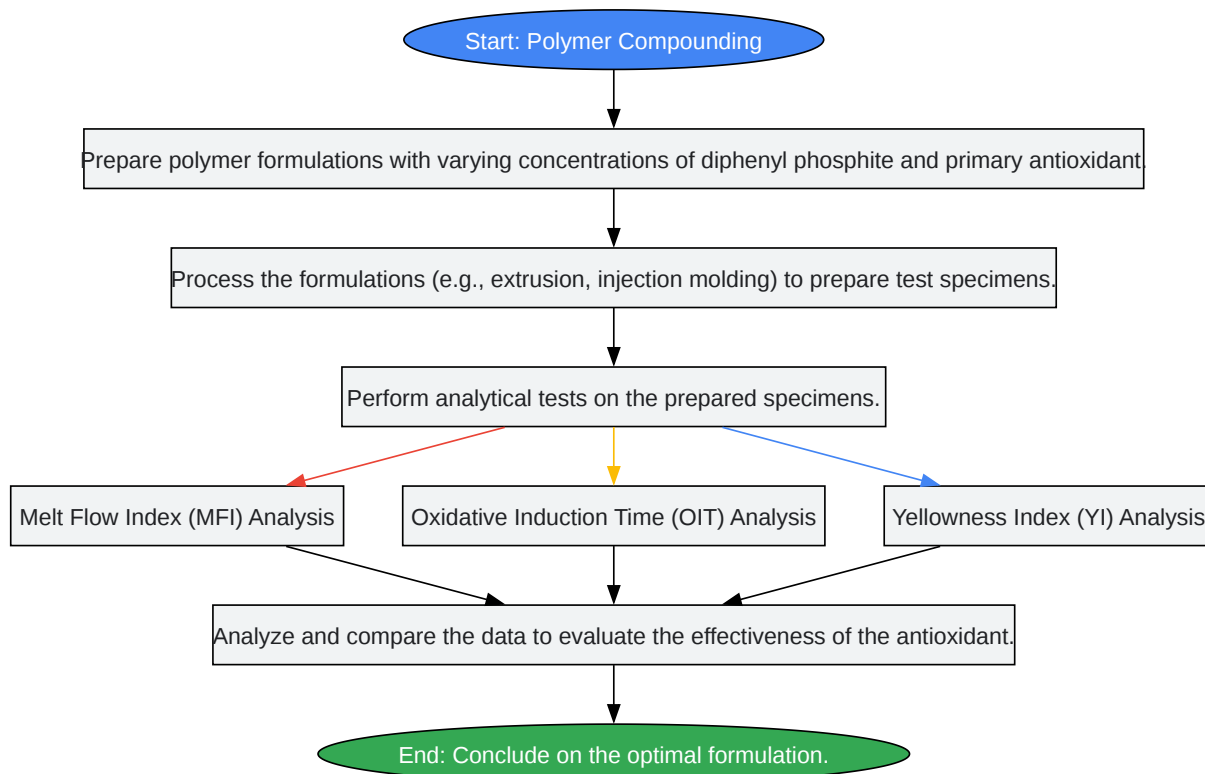 Start: Polymer Compounding
Prepare polymer formulations with varying concentrations of diphenyl phosphite and primary antioxidant.
Process the formulations (e.g., extrusion, injection molding) to prepare test specimens.
Perform analytical tests on the prepared specimens.
Melt Flow Index (MFI) Analysis
Oxidative Induction Time (OIT) Analysis
Yellowness Index (YI) Analysis
Analyze and compare the data to evaluate the effectiveness of the antioxidant.
End: Conclude on the optimal formulation.